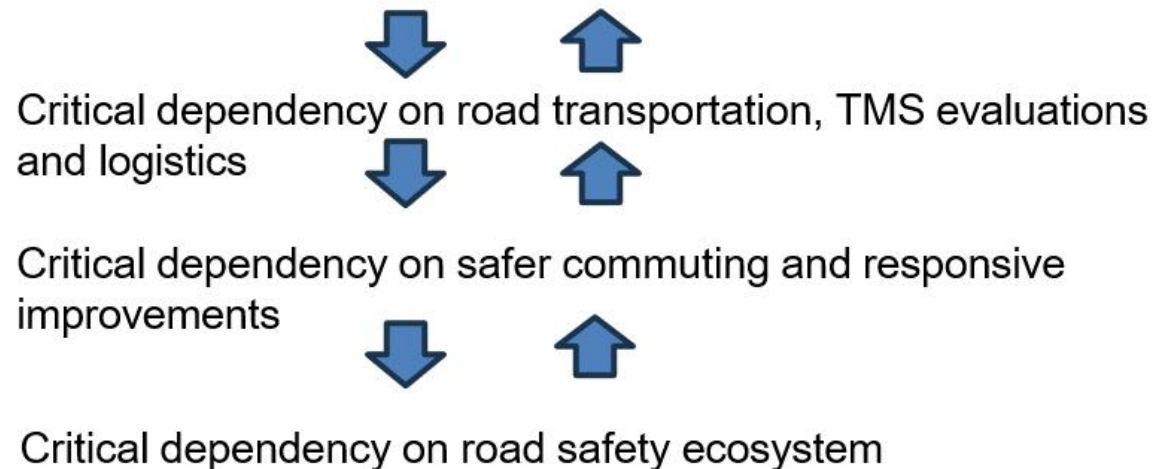 Critical dependency on road transportation, TMS evaluations
and logistics
Critical dependency on safer commuting and responsive
improvements
Critical dependency on road safety ecosystem